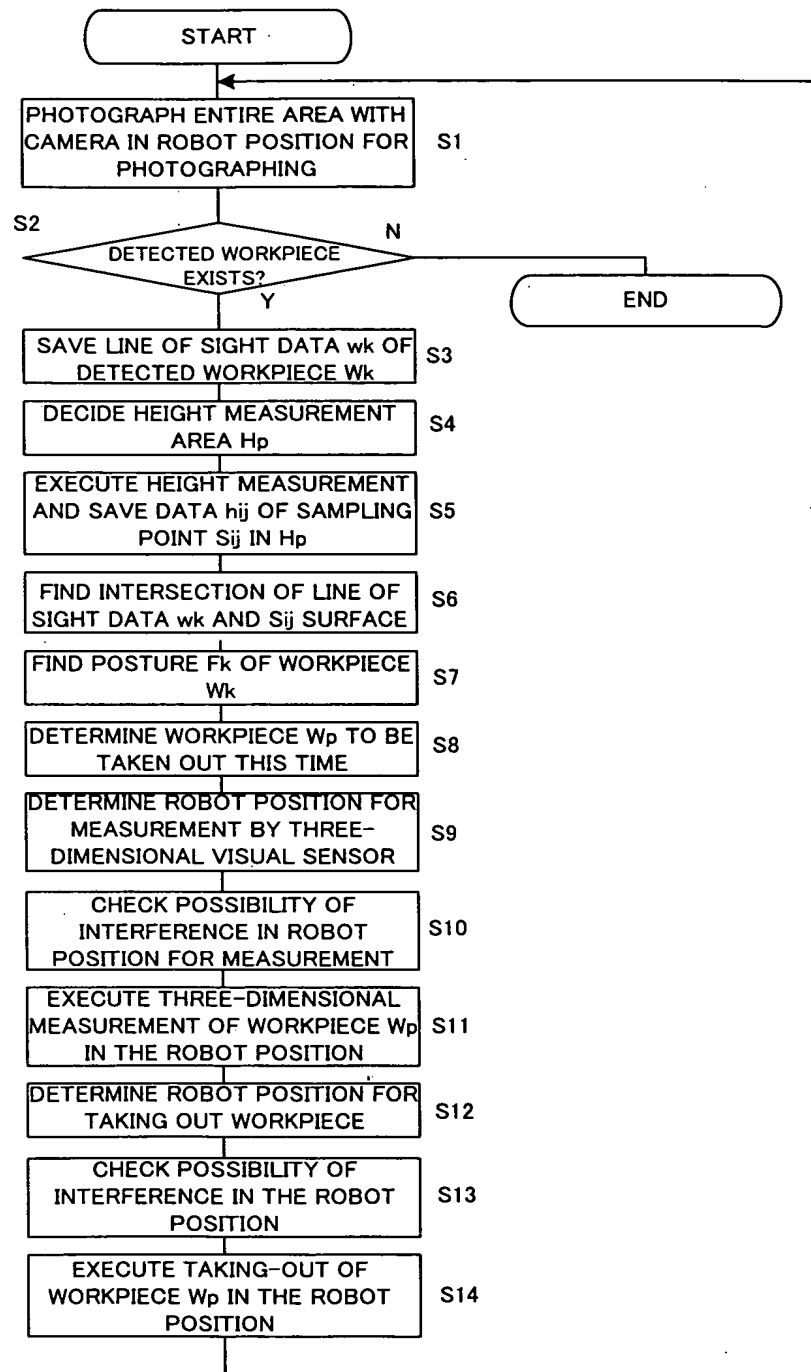 START
PHOTOGRAPH ENTIRE AREA WITH
CAMERA IN ROBOT POSITION FOR
PHOTOGRAPHING
S1
S2
DETECTED WORKPIECE
EXISTS?
N
Y
END
SAVE LINE OF SIGHT DATA wk OF
DETECTED WORKPIECE Wk
S3
DECIDE HEIGHT MEASUREMENT
AREA Hp
S4
EXECUTE HEIGHT MEASUREMENT
AND SAVE DATA hij OF SAMPLING
POINT Sij IN Hp
S5
FIND INTERSECTION OF LINE OF
SIGHT DATA wk AND Sij SURFACE
S6
FIND POSTURE Fk OF WORKPIECE
Wk
S7
DETERMINE WORKPIECE Wp TO BE
TAKEN OUT THIS TIME
S8
DETERMINE ROBOT POSITION FOR
MEASUREMENT BY THREE-
DIMENSIONAL VISUAL SENSOR
S9
CHECK POSSIBILITY OF
INTERFERENCE IN ROBOT
POSITION FOR MEASUREMENT
S10
EXECUTE THREE-DIMENSIONAL
MEASUREMENT OF WORKPIECE Wp
IN THE ROBOT POSITION
S11
DETERMINE ROBOT POSITION FOR
TAKING OUT WORKPIECE
S12
CHECK POSSIBILITY OF
INTERFERENCE IN THE ROBOT
POSITION
S13
EXECUTE TAKING-OUT OF
WORKPIECE Wp IN THE ROBOT
POSITION
S14